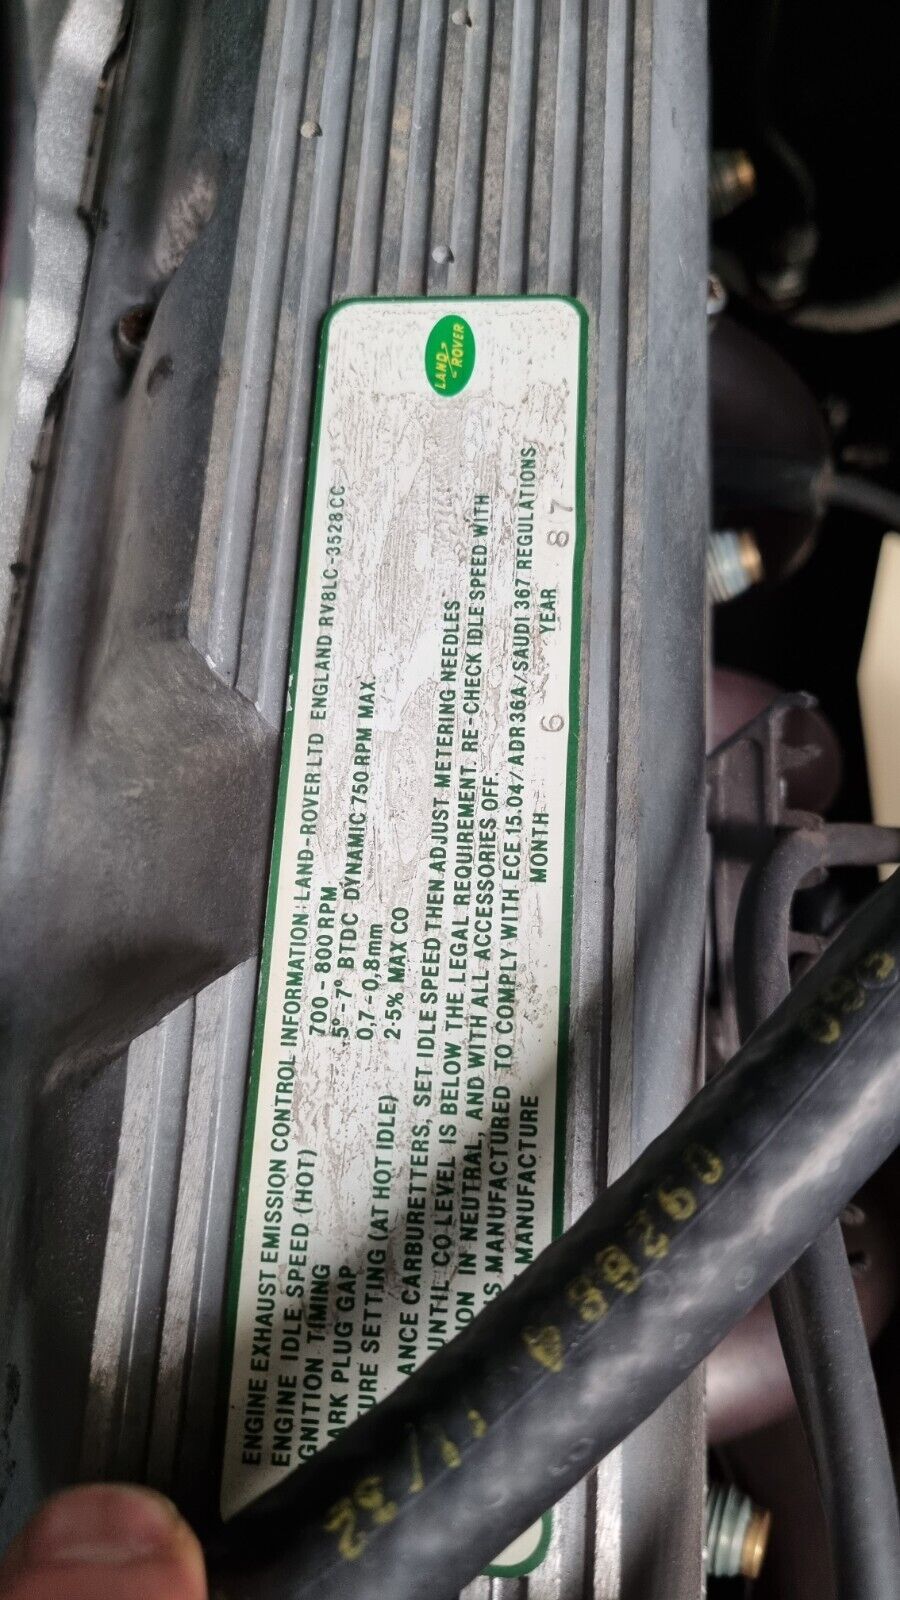 LAND ROVER
ENGINE EXHAUST EMISSION CONTROL INFORMATION LAND-ROVER LTD ENGLAND RV8LC-3528CC
ENGINE IDLE SPEED (HOT) 700 - 800 RPM
GNITION TIMING 5° - 7° BTDC DYNAMIC 750 RPM MAX.
ARK PLUG GAP 0,7 - 0,8mm
TURE SETTING (AT HOT IDLE) 2·5% MAX CO
ANCE CARBURETTERS, SET IDLE SPEED THEN ADJUST METERING NEEDLES
UNTIL CO LEVEL IS BELOW THE LEGAL REQUIREMENT. RE-CHECK IDLE SPEED WITH
ION IN NEUTRAL, AND WITH ALL ACCESSORIES OFF.
IS MANUFACTURED TO COMPLY WITH ECE.15.04/ADR36A/SAUDI 367 REGULATIONS
MANUFACTURE MONTH 6 YEAR 87